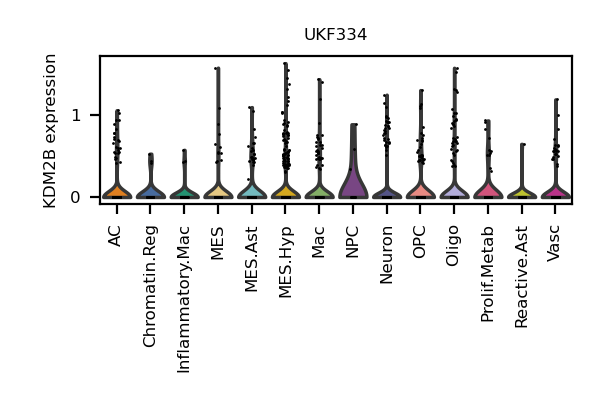 UKF334
KDM2B expression
1
0
AC
Chromatin.Reg
Inflammatory.Mac
MES
MES.Ast
MES.Hyp
Mac
NPC
Neuron
OPC
Oligo
Prolif.Metab
Reactive.Ast
Vasc